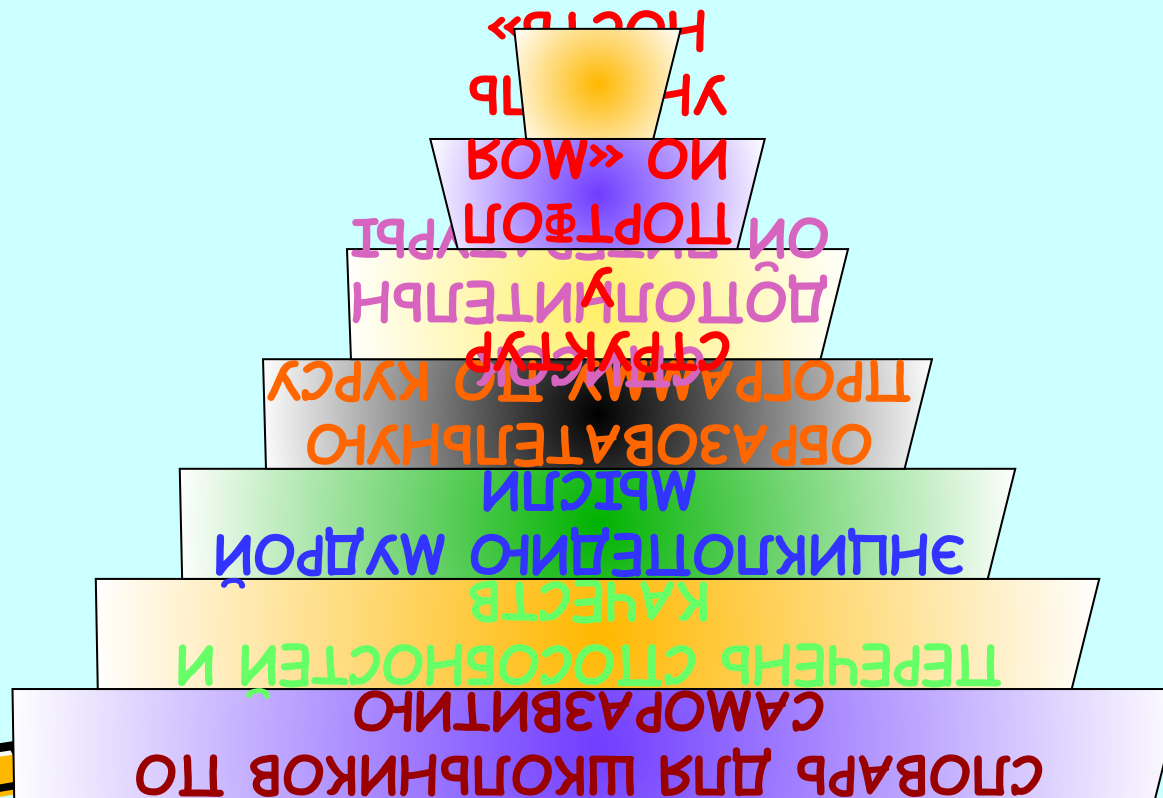 СЛОВАРЬ ДЛЯ ШКОЛЬНИКОВ ПО
САМОРАЗВИТИЮ
ПЕРЕЧЕНЬ СПОСОБНОСТЕЙ И
КАЧЕСТВ
ЭНЦИКЛОПЕДИЮ МУДРОЙ
МЫСЛИ
ОБРАЗОВАТЕЛЬНУЮ
ПРОГРАММУ ПО КУРСУ
СПИСОК
ДОПОЛНИТЕЛЬН
ОЙ ЛИТЕРАТУРЫ
СТРУКТУР
У
ПОРТФОЛ
ИО «МОЯ
НОСТЬ»